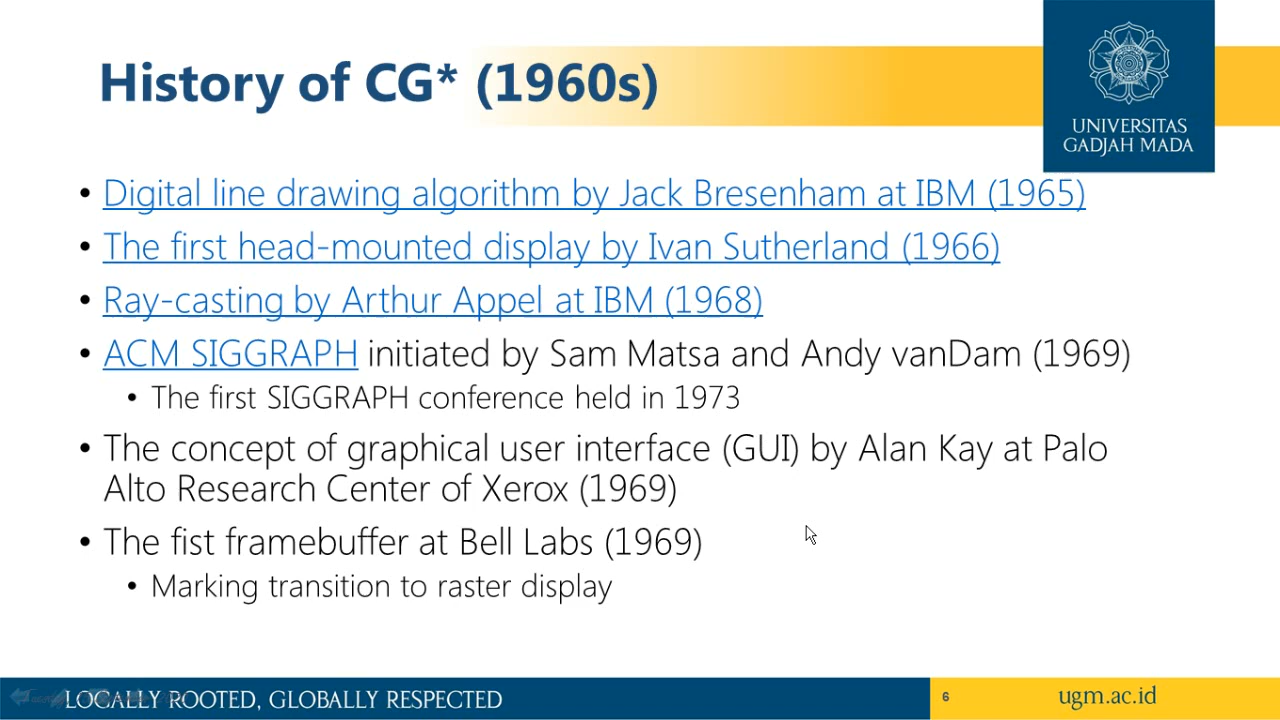 History of CG* (1960s)
UNIVERSITAS
GADJAH MADA
• Digital line drawing algorithm by Jack Bresenham at IBM (1965)
• The first head-mounted display by Ivan Sutherland (1966)
• Ray-casting by Arthur Appel at IBM (1968)
• ACM SIGGRAPH initiated by Sam Matsa and Andy vanDam (1969)
• The first SIGGRAPH conference held in 1973
• The concept of graphical user interface (GUI) by Alan Kay at Palo
Alto Research Center of Xerox (1969)
• The fist framebuffer at Bell Labs (1969)
• Marking transition to raster display
LOCALLY ROOTED, GLOBALLY RESPECTED
6
ugm.ac.id